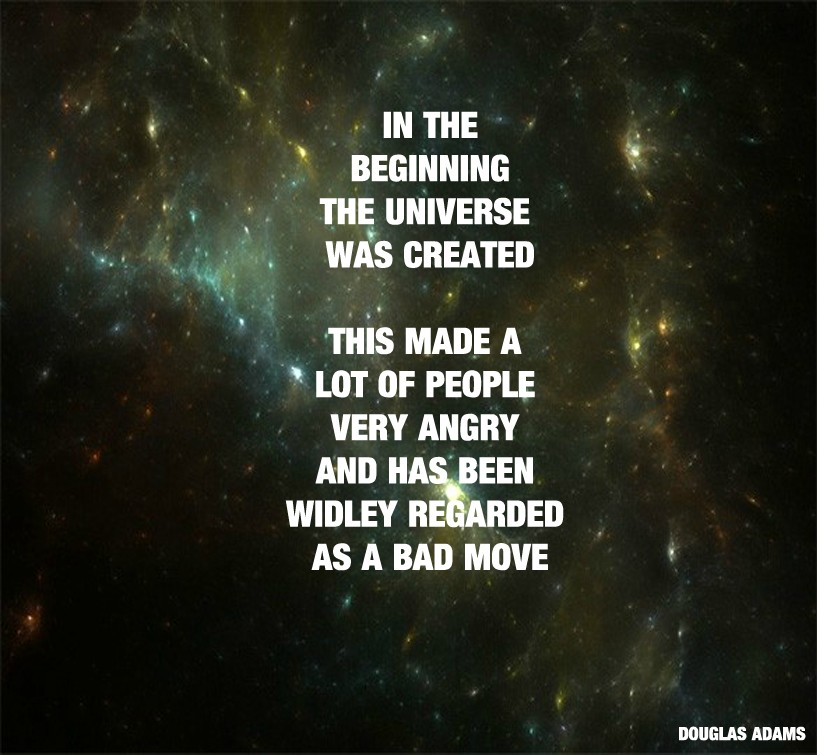 IN THE
BEGINNING
THE UNIVERSE
WAS CREATED
THIS MADE A
LOT OF PEOPLE
VERY ANGRY
AND HAS BEEN
WIDLEY REGARDED
AS A BAD MOVE
DOUGLAS ADAMS